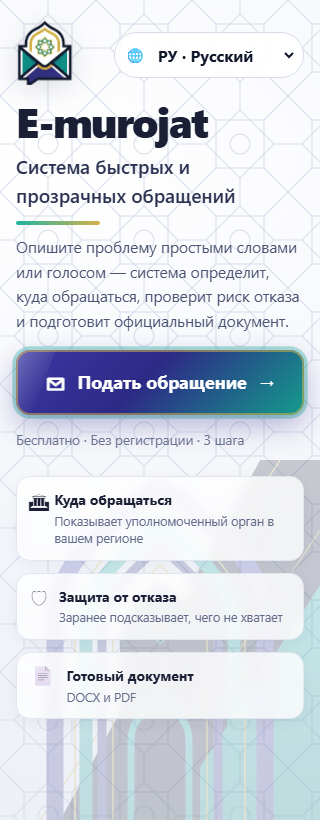 РУ · Русский
E-murojat
Система быстрых и
прозрачных обращений
Опишите проблему простыми словами
или голосом — система определит,
куда обращаться, проверит риск отказа
и подготовит официальный документ.
Подать обращение →
Бесплатно · Без регистрации · 3 шага
Куда обращаться
Показывает уполномоченный орган в
вашем регионе
Защита от отказа
Заранее подсказывает, чего не хватает
Готовый документ
DOCX и PDF